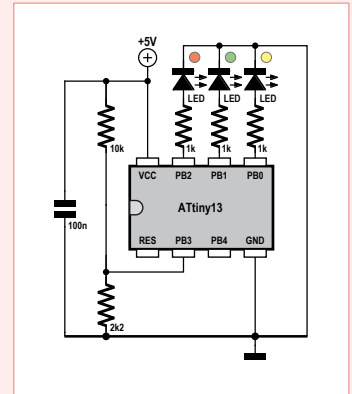 +5V
LED LED LED
10k 1k 1k 1k
VCC PB2 PB1 PB0
ATtiny13
100n
RES PB3 PB4 GND
2k2